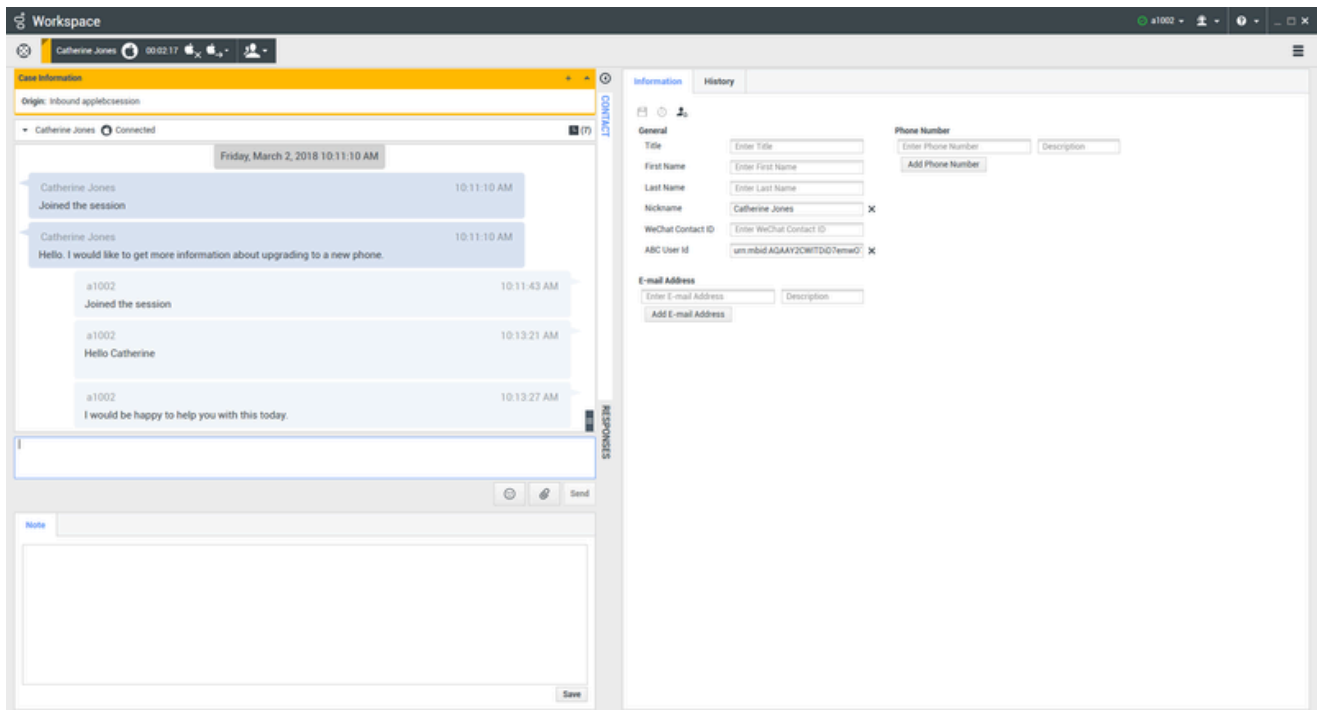 Workspace
a1002
Catherine Jones 00:02:17
Case Information
Origin: Inbound applebcsession
Catherine Jones Connected
(7)
Friday, March 2, 2018 10:11:10 AM
Catherine Jones 10:11:10 AM
Joined the session
Catherine Jones 10:11:10 AM
Hello. I would like to get more information about upgrading to a new phone.
a1002 10:11:43 AM
Joined the session
a1002 10:13:21 AM
Hello Catherine
a1002 10:13:27 AM
I would be happy to help you with this today.
Send
Note
Save
CONTACT
RESPONSES
Information History
General
Title Enter Title
First Name Enter First Name
Last Name Enter Last Name
Nickname Catherine Jones
WeChat Contact ID Enter WeChat Contact ID
ABC User Id
E-mail Address
Enter E-mail Address Description
Add E-mail Address
Phone Number
Enter Phone Number Description
Add Phone Number